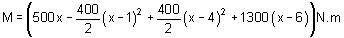 M = (500x − 400/2 (x−1)² + 400/2 (x−4)² + 1300(x−6)) N.m